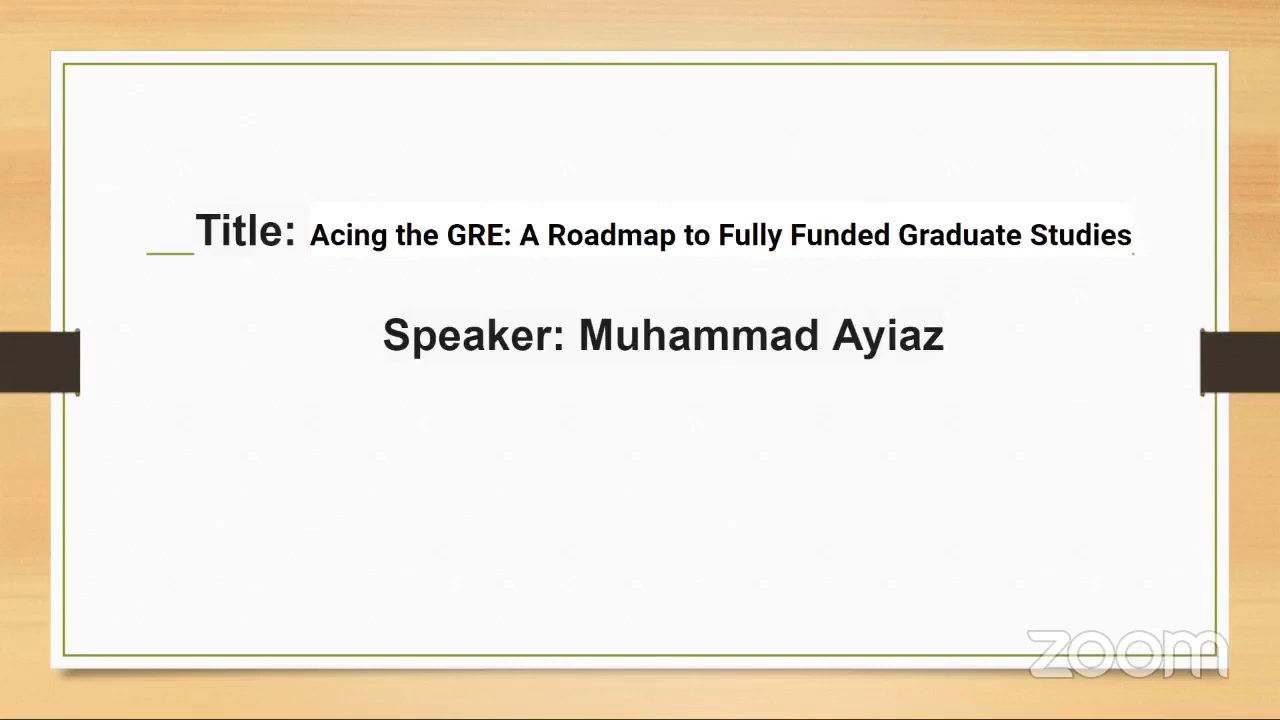 Title: Acing the GRE: A Roadmap to Fully Funded Graduate Studies
Speaker: Muhammad Ayiaz
zoom